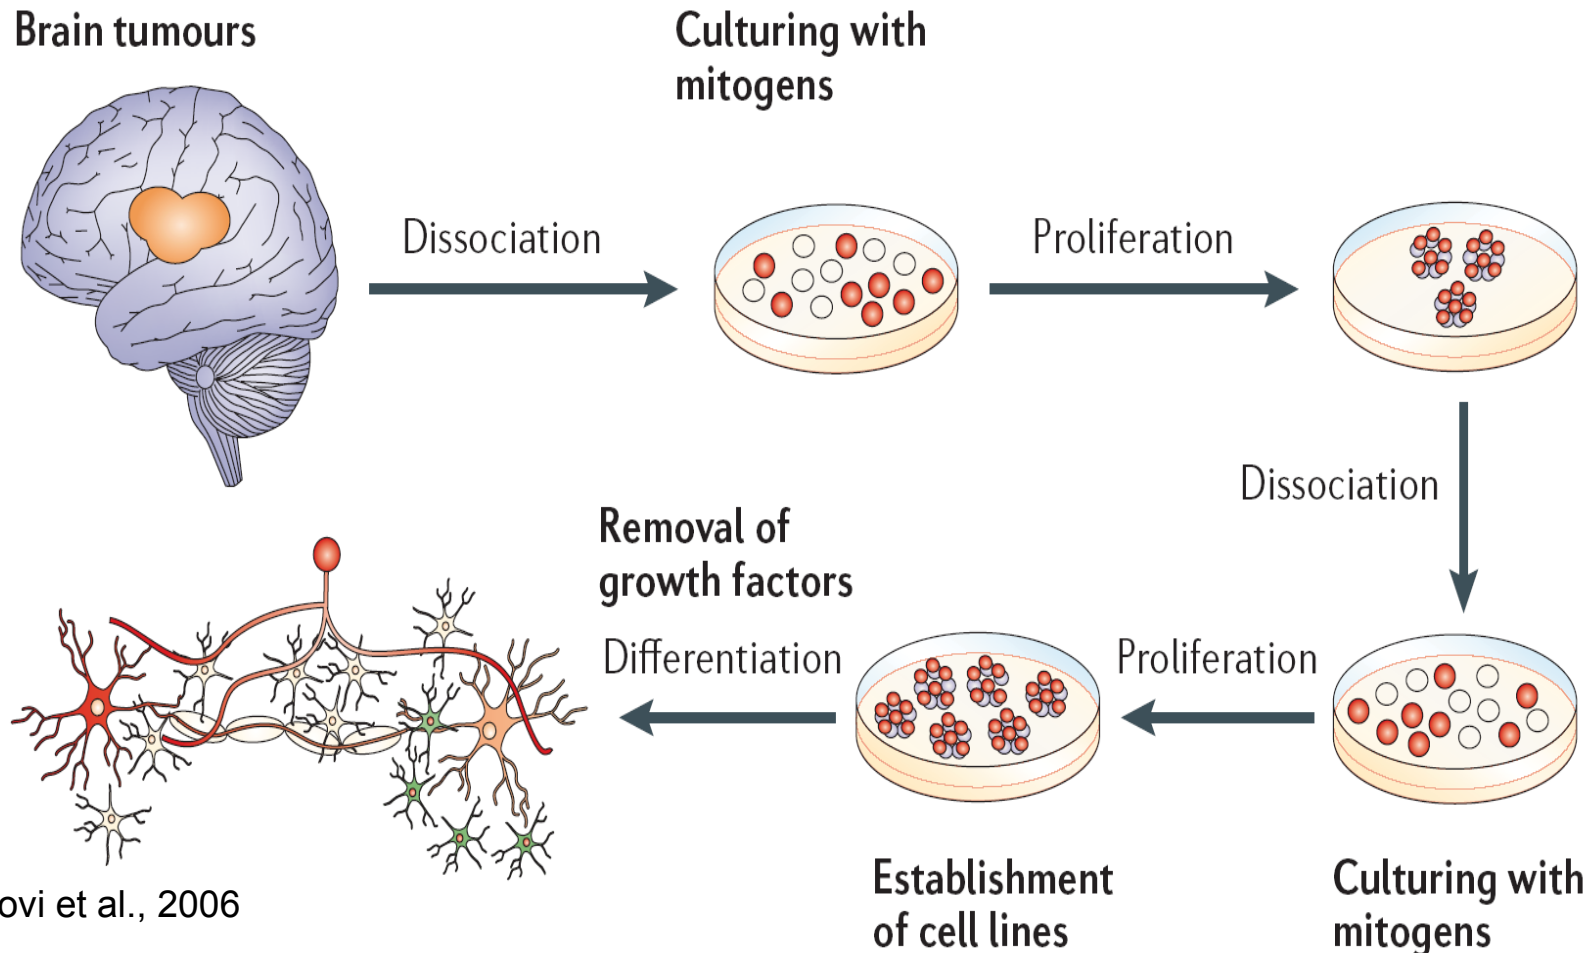 Brain tumours
Culturing with
mitogens
Dissociation
Proliferation
Dissociation
Removal of
growth factors
Differentiation
Proliferation
Establishment
of cell lines
Culturing with
mitogens
ovi et al., 2006